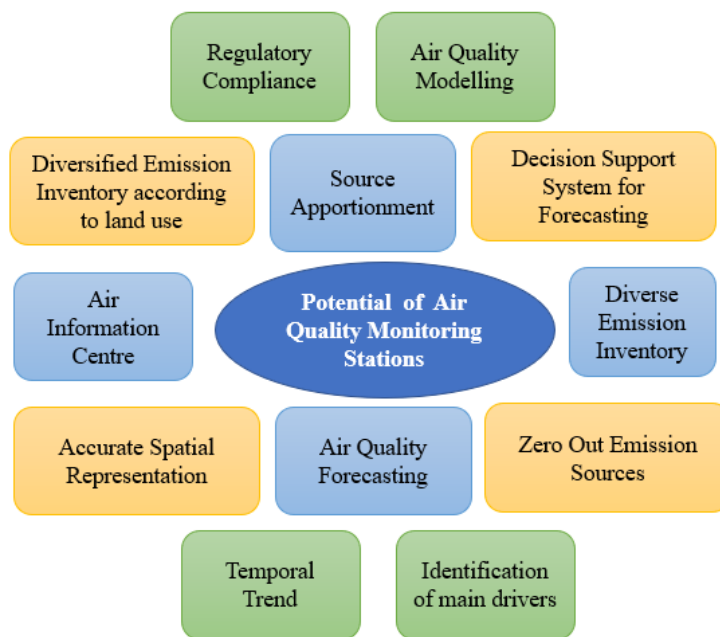 Regulatory
Compliance
Air Quality
Modelling
Diversified Emission
Inventory according
to land use
Source
Apportionment
Decision Support
System for
Forecasting
Air
Information
Centre
Potential of Air
Quality Monitoring
Stations
Diverse
Emission
Inventory
Accurate Spatial
Representation
Air Quality
Forecasting
Zero Out Emission
Sources
Temporal
Trend
Identification
of main drivers